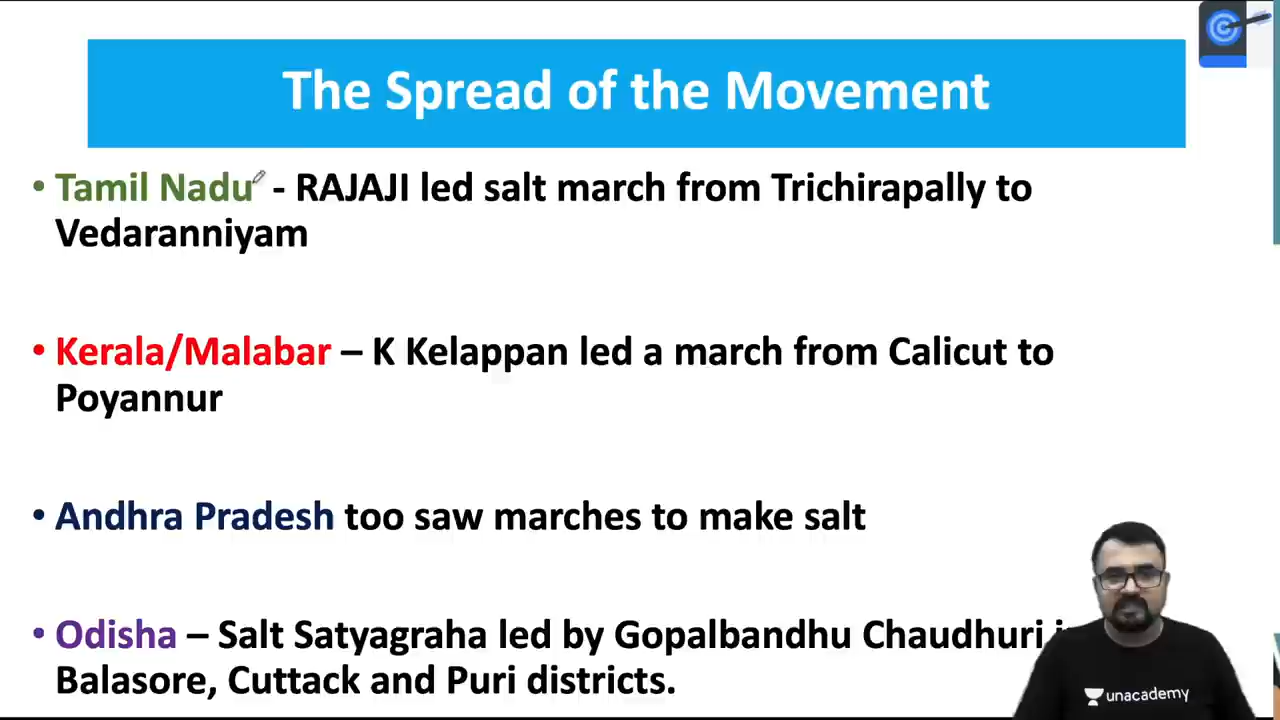 The Spread of the Movement
• Tamil Nadu - RAJAJI led salt march from Trichirapally to
Vedaranniyam
• Kerala/Malabar – K Kelappan led a march from Calicut to
Poyannur
• Andhra Pradesh too saw marches to make salt
• Odisha – Salt Satyagraha led by Gopalbandhu Chaudhuri
Balasore, Cuttack and Puri districts.
unacademy